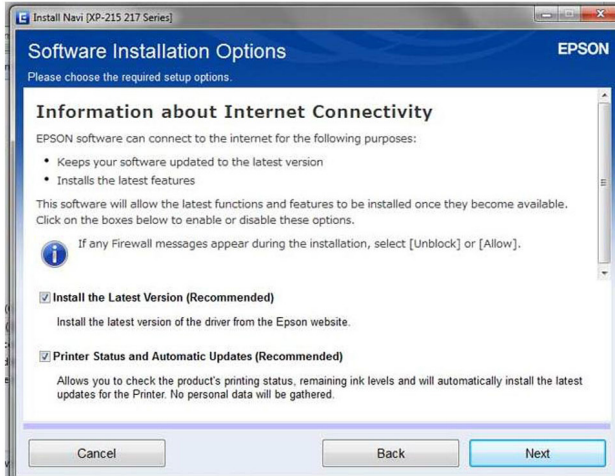 Install Navi [XP-215 217 Series]
Software Installation Options
EPSON
Please choose the required setup options.
Information about Internet Connectivity
EPSON software can connect to the internet for the following purposes:
• Keeps your software updated to the latest version
• Installs the latest features
This software will allow the latest functions and features to be installed once they become available.
Click on the boxes below to enable or disable these options.
If any Firewall messages appear during the installation, select [Unblock] or [Allow].
Install the Latest Version (Recommended)
Install the latest version of the driver from the Epson website.
Printer Status and Automatic Updates (Recommended)
Allows you to check the product's printing status, remaining ink levels and will automatically install the latest
updates for the Printer. No personal data will be gathered.
Cancel
Back
Next